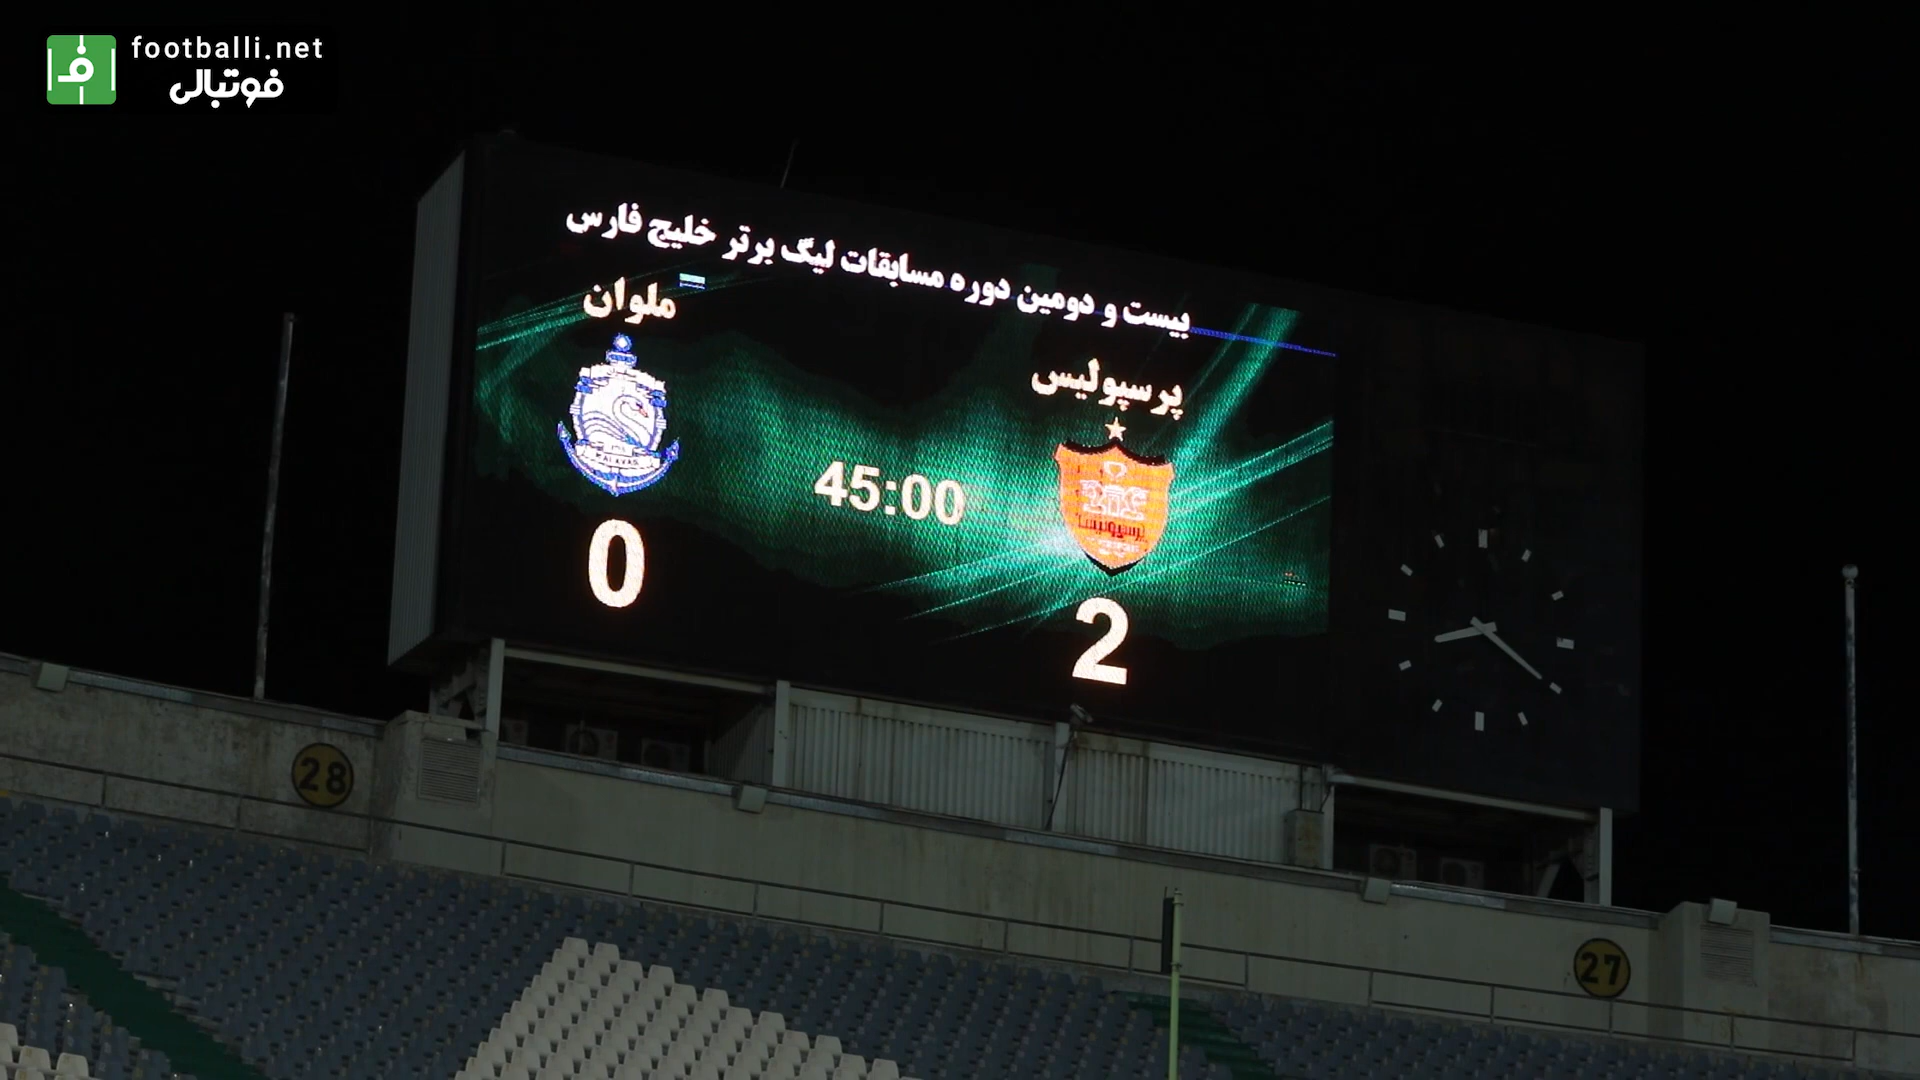 footballi.net
فوتبالی
بیست و دومین دوره مسابقات لیگ برتر خلیج فارس
پرسپولیس
ملوان
45:00
2
0
28
27